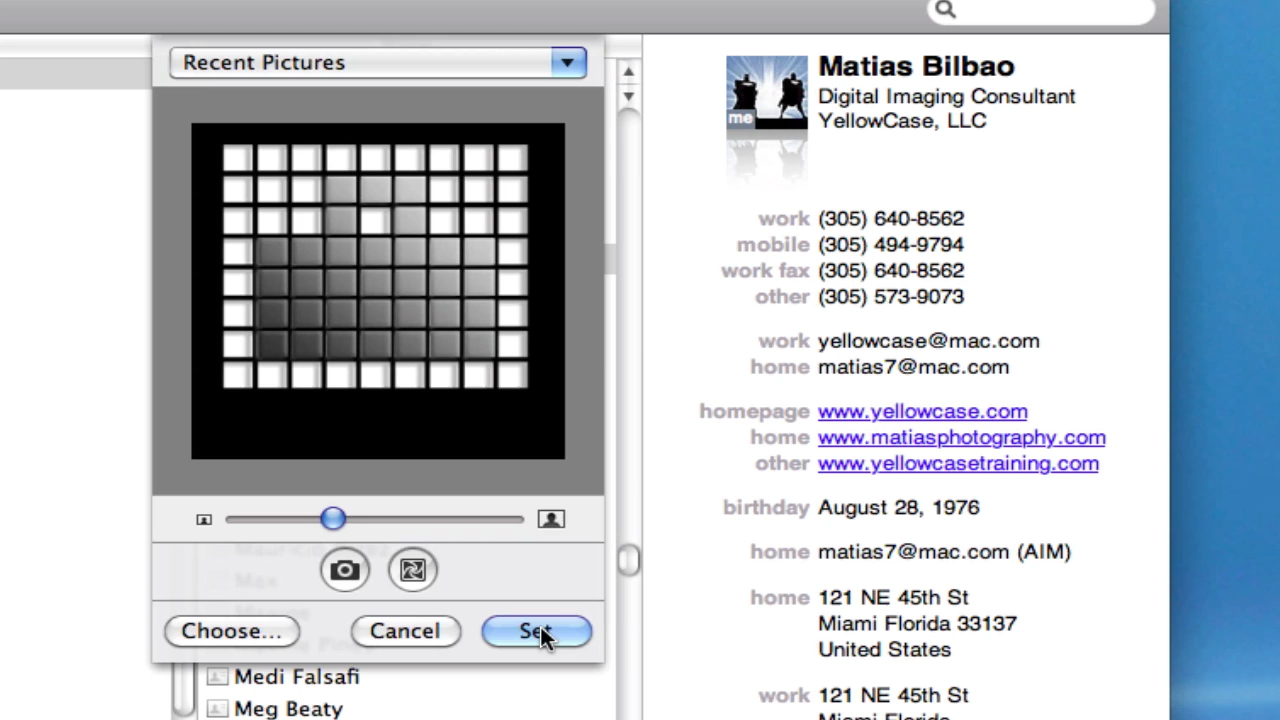 Recent Pictures
Choose...
Cancel
Set
Medi Falsafi
Meg Beaty
me
Matias Bilbao
Digital Imaging Consultant
YellowCase, LLC
work (305) 640-8562
mobile (305) 494-9794
work fax (305) 640-8562
other (305) 573-9073
work yellowcase@mac.com
home matias7@mac.com
homepage www.yellowcase.com
home www.matiasphotography.com
other www.yellowcasetraining.com
birthday August 28, 1976
home matias7@mac.com (AIM)
home 121 NE 45th St
Miami Florida 33137
United States
work 121 NE 45th St